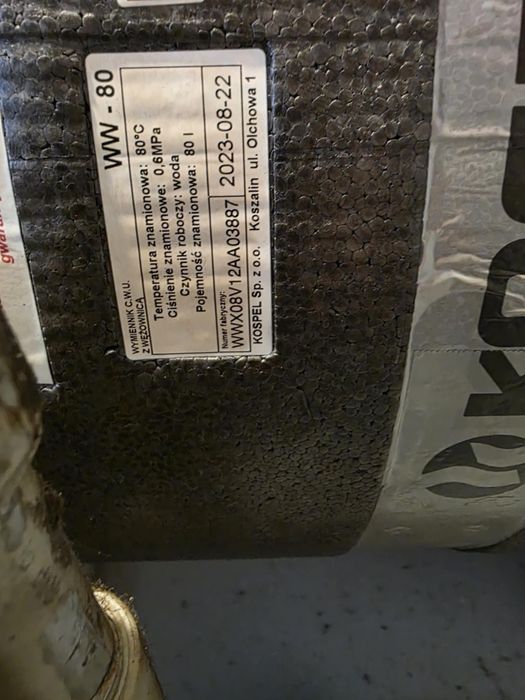 WYMIENNIK C.W.U.
Z WĘŻOWNICĄ
WW - 80
Temperatura znamionowa: 80°C
Ciśnienie znamionowe: 0,6MPa
Czynnik roboczy: woda
Pojemność znamionowa: 80 l
Numer fabryczny:
WWX08V12AA03887
2023-08-22
KOSPEL Sp. z o.o. Koszalin ul. Olchowa 1